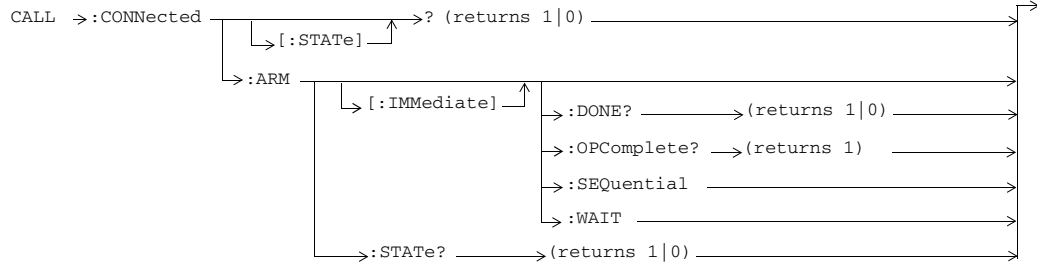 CALL :CONNected ? (returns 1|0)
[:STATe]
:ARM
[:IMMediate]
:DONE? (returns 1|0)
:OPComplete? (returns 1)
:SEQuential
:WAIT
:STATe? (returns 1|0)